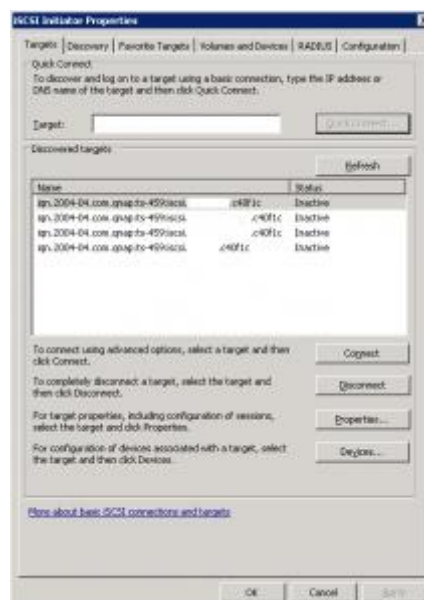 iSCSI Initiator Properties
Targets Discovery Favorite Targets Volumes and Devices RADIUS Configuration
Quick Connect
To discover and log on to a target using a basic connection, type the IP address or
DNS name of the target and then click Quick Connect.
Target: Quick Connect...
Discovered targets
Refresh
Name Status
iqn.2004-04.com.qnap:ts-459:iscsi. .c40f1c Inactive
iqn.2004-04.com.qnap:ts-459:iscsi. .c40f1c Inactive
iqn.2004-04.com.qnap:ts-459:iscsi. .c40f1c Inactive
iqn.2004-04.com.qnap:ts-459:iscsi. .c40f1c Inactive
To connect using advanced options, select a target and then
click Connect.
Connect
To completely disconnect a target, select the target and
then click Disconnect.
Disconnect
For target properties, including configuration of sessions,
select the target and click Properties.
Properties...
For configuration of devices associated with a target, select
the target and then click Devices.
Devices...
More about basic iSCSI connections and targets
OK Cancel Apply